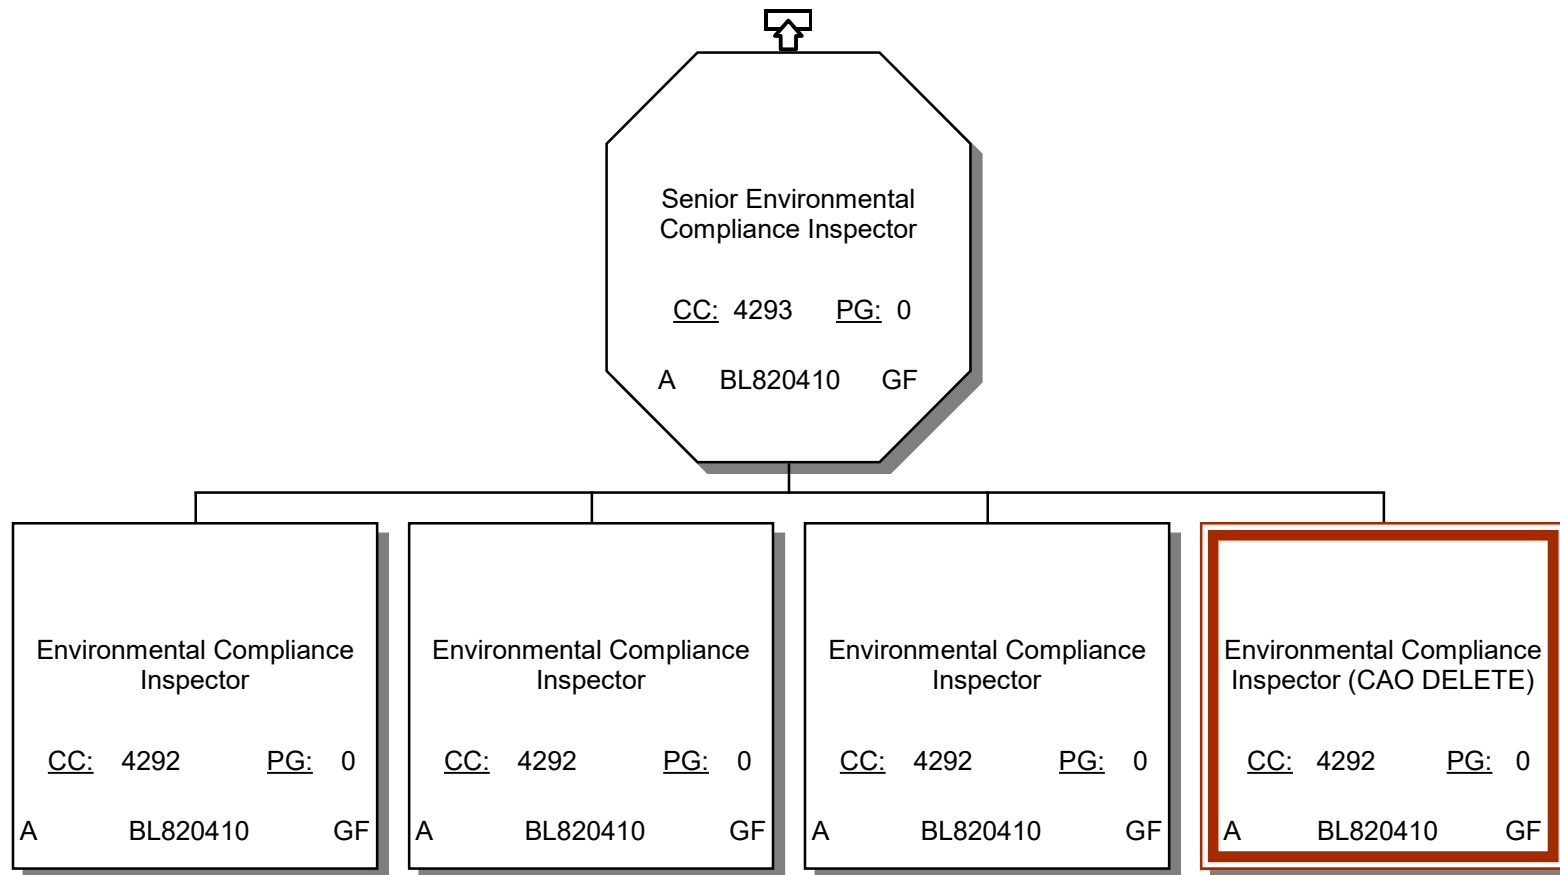 Senior Environmental
Compliance Inspector
CC: 4293 PG: 0
A BL820410 GF
Environmental Compliance
Inspector
CC: 4292 PG: 0
A BL820410 GF
Environmental Compliance
Inspector
CC: 4292 PG: 0
A BL820410 GF
Environmental Compliance
Inspector
CC: 4292 PG: 0
A BL820410 GF
Environmental Compliance
Inspector (CAO DELETE)
CC: 4292 PG: 0
A BL820410 GF